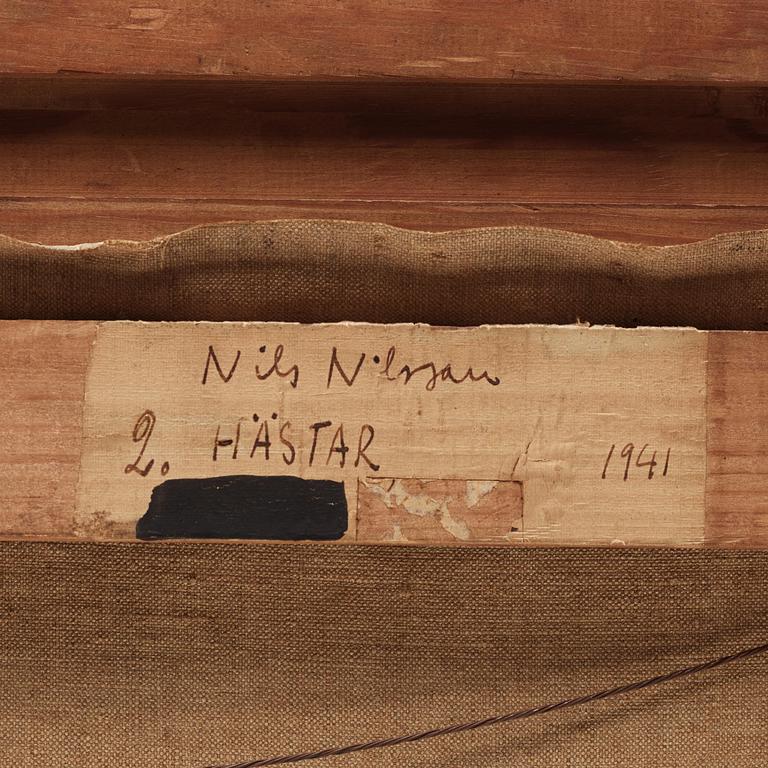 Nils Nilsson
2. HÄSTAR
1941